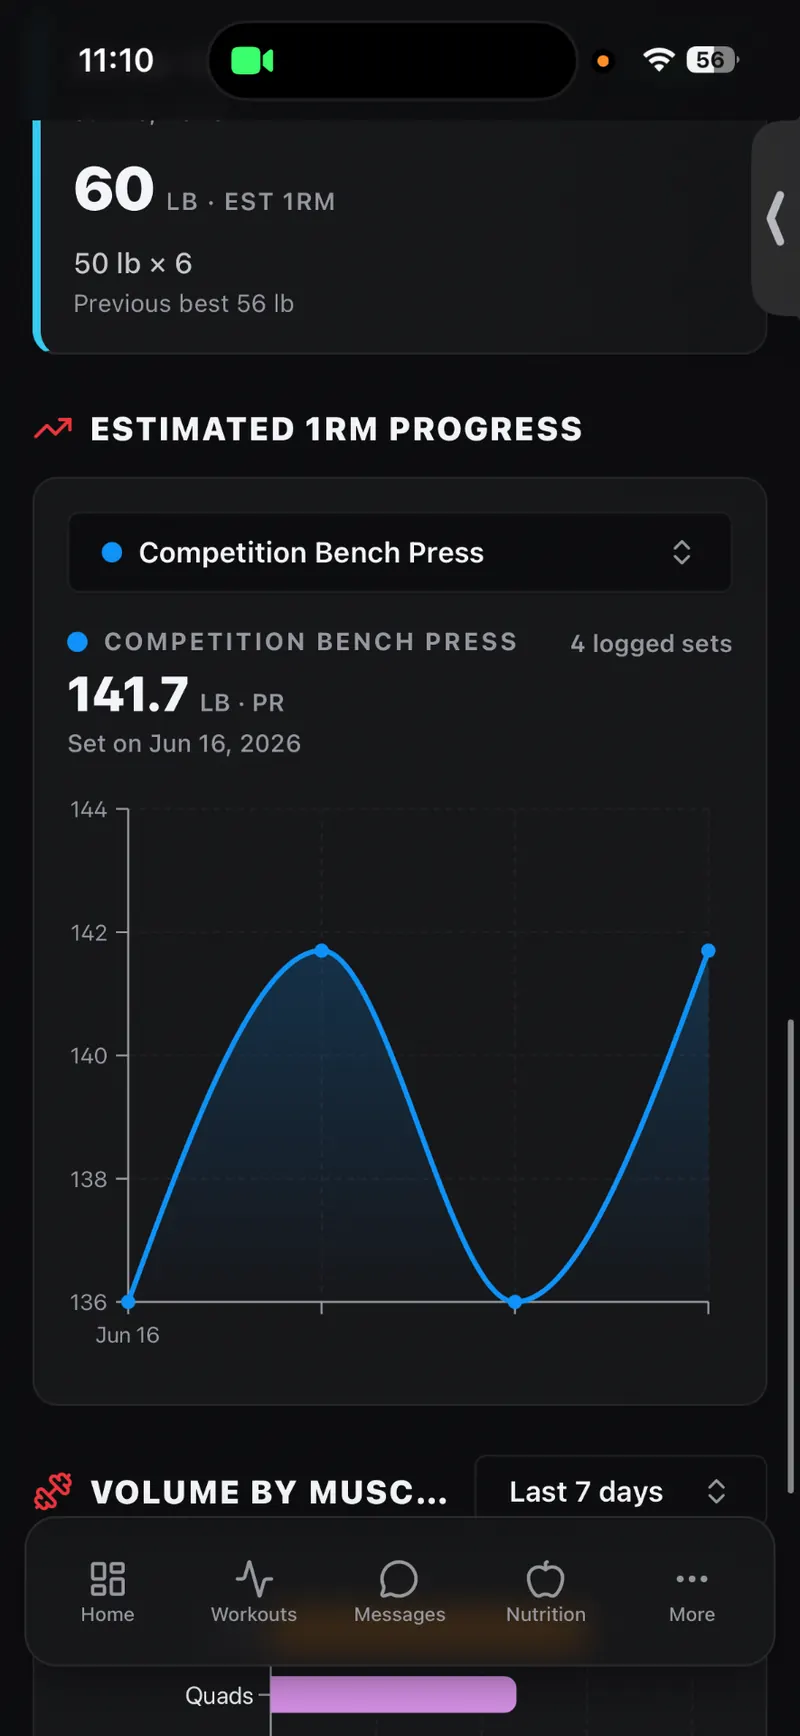 11:10
56
60 LB · EST 1RM
50 lb × 6
Previous best 56 lb
ESTIMATED 1RM PROGRESS
Competition Bench Press
COMPETITION BENCH PRESS 4 logged sets
141.7 LB · PR
Set on Jun 16, 2026
144
142
140
138
136
Jun 16
VOLUME BY MUSC...
Last 7 days
Home
Workouts
Messages
Nutrition
More
Quads